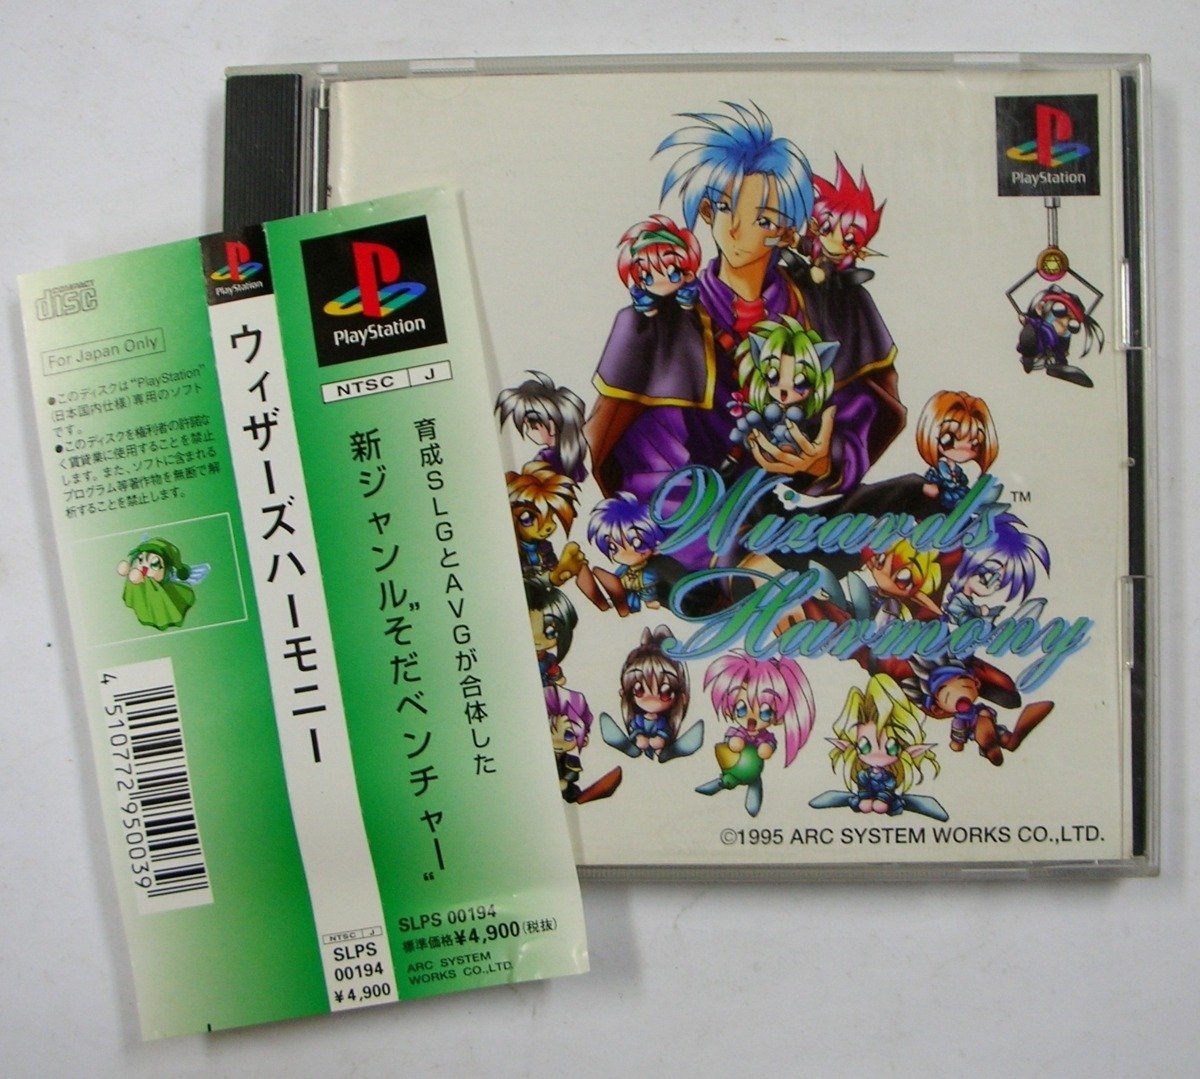 COMPACT
disc
For Japan Only
●このディスクは"PlayStation"
(日本国内仕様)専用のソフト
です。
●このディスクを権利者の許諾な
く賃貸業に使用することを禁止
します。また、ソフトに含まれる
プログラム等著作物を無断で解
析することを禁止します。
4 510772 950039
PlayStation
ウィザーズハーモニー
NTSC J
SLPS
00194
¥4,900
PlayStation
NTSC J
育成SLGとAVGが合体した
新ジャンル"そだベンチャー"
SLPS 00194
標準価格¥4,900(税抜)
ARC SYSTEM
WORKS CO.,LTD.
PlayStation
Wizards TM
Harmony
©1995 ARC SYSTEM WORKS CO.,LTD.